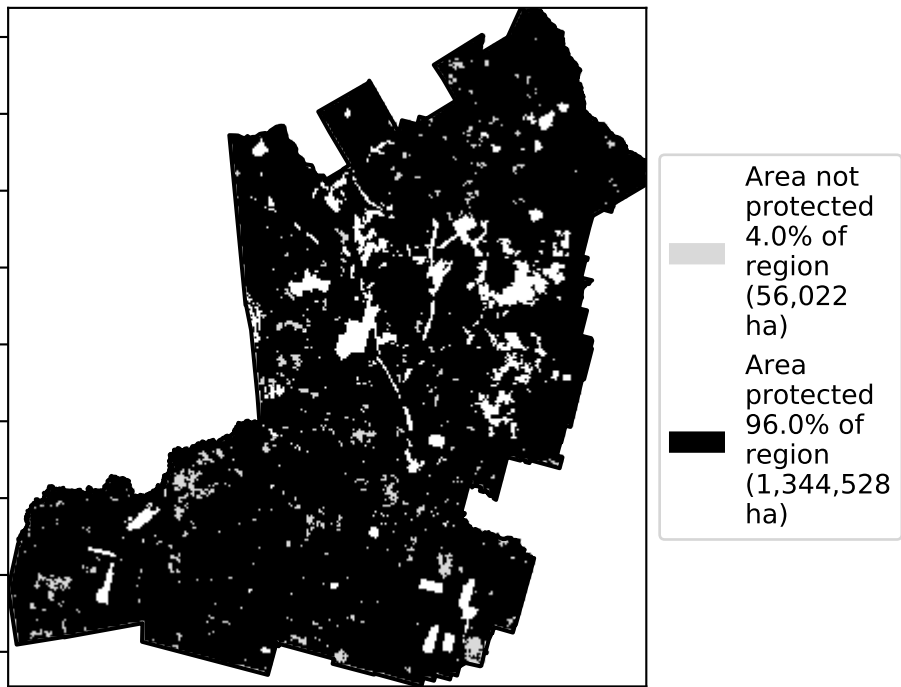 Area not
protected
4.0% of
region
(56,022
ha)
Area
protected
96.0% of
region
(1,344,528
ha)